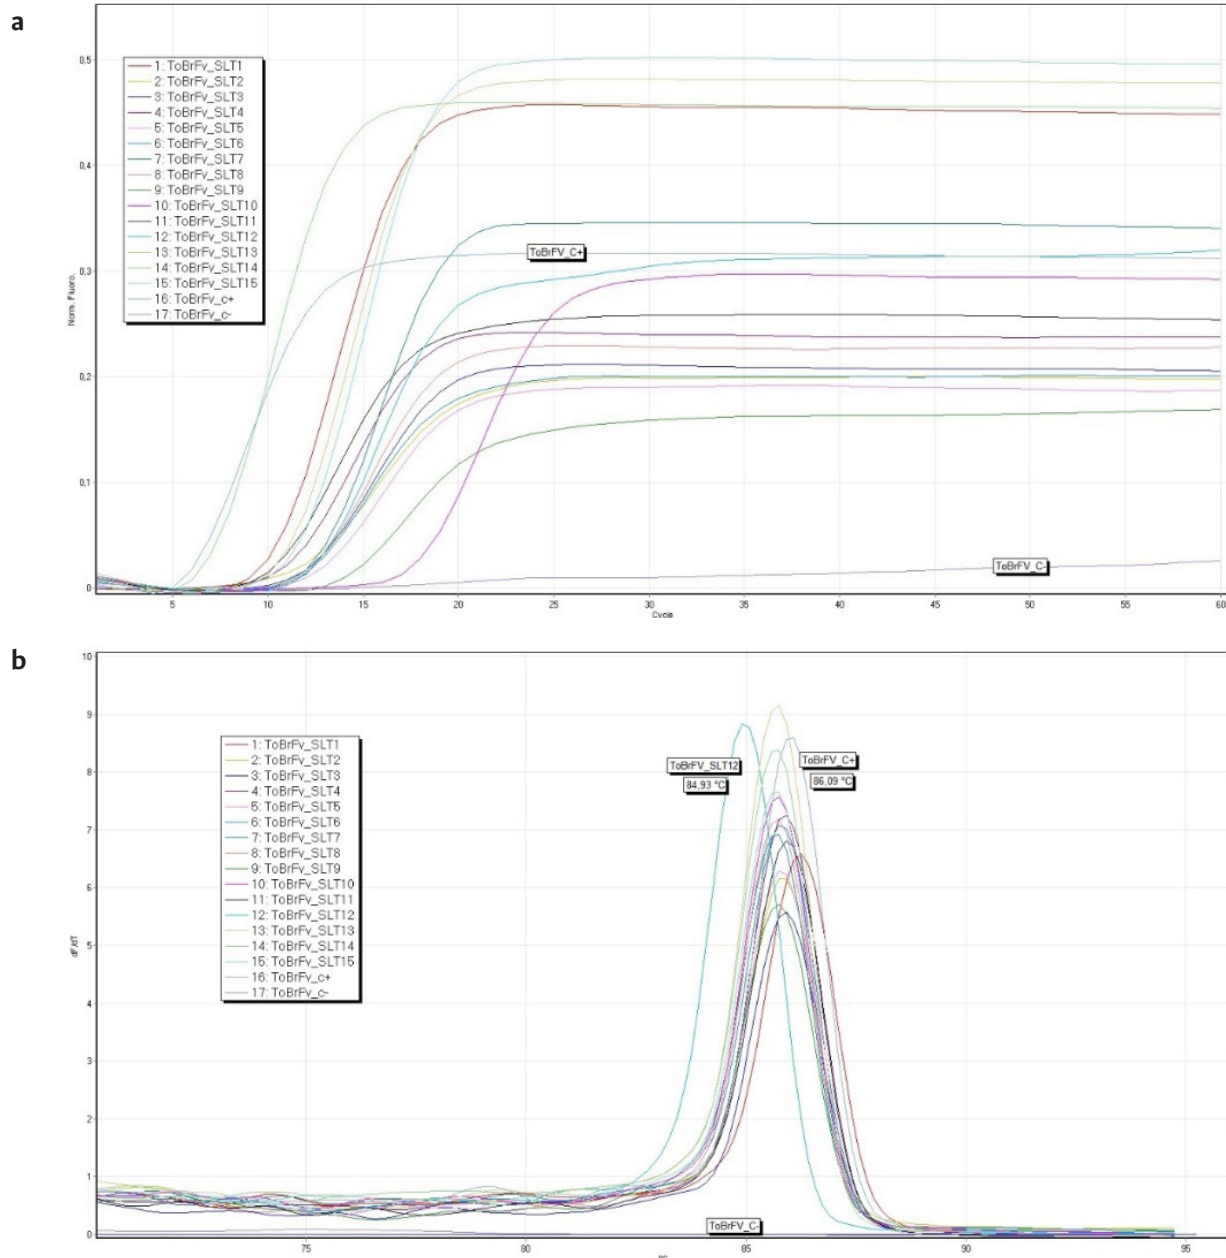 a
0,5
0,4
0,3
0,2
0,1
0
Norm. Fluoro.
1: ToBrFv_SLT1
2: ToBrFv_SLT2
3: ToBrFv_SLT3
4: ToBrFv_SLT4
5: ToBrFv_SLT5
6: ToBrFv_SLT6
7: ToBrFv_SLT7
8: ToBrFv_SLT8
9: ToBrFv_SLT9
10: ToBrFv_SLT10
11: ToBrFv_SLT11
12: ToBrFv_SLT12
13: ToBrFv_SLT13
14: ToBrFv_SLT14
15: ToBrFv_SLT15
16: ToBrFv_c+
17: ToBrFv_c-
ToBrFV_C+
ToBrFV_C-
5 10 15 20 25 30 35 40 45 50 55 60
Cycle
b
10
9
8
7
6
5
4
3
2
1
0
dF/dT
1: ToBrFv_SLT1
2: ToBrFv_SLT2
3: ToBrFv_SLT3
4: ToBrFv_SLT4
5: ToBrFv_SLT5
6: ToBrFv_SLT6
7: ToBrFv_SLT7
8: ToBrFv_SLT8
9: ToBrFv_SLT9
10: ToBrFv_SLT10
11: ToBrFv_SLT11
12: ToBrFv_SLT12
13: ToBrFv_SLT13
14: ToBrFv_SLT14
15: ToBrFv_SLT15
16: ToBrFv_c+
17: ToBrFv_c-
ToBrFV_SLT12
84,93 °C
ToBrFV_C+
86,09 °C
ToBrFV_C-
75 80 85 90 95